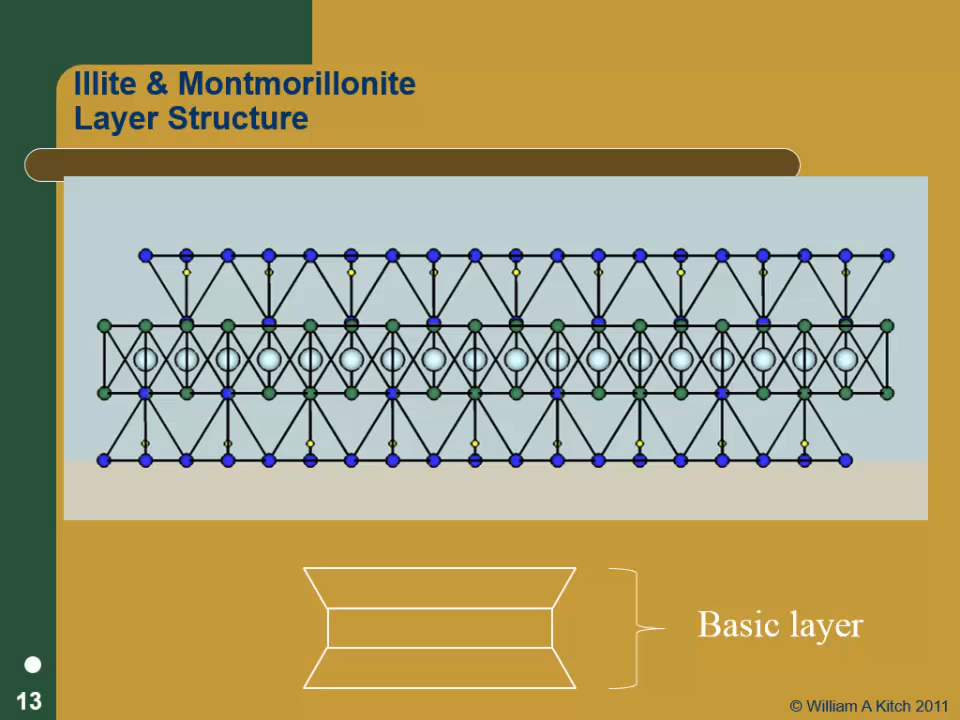 Illite & Montmorillonite
Layer Structure
Basic layer
13
© William A Kitch 2011